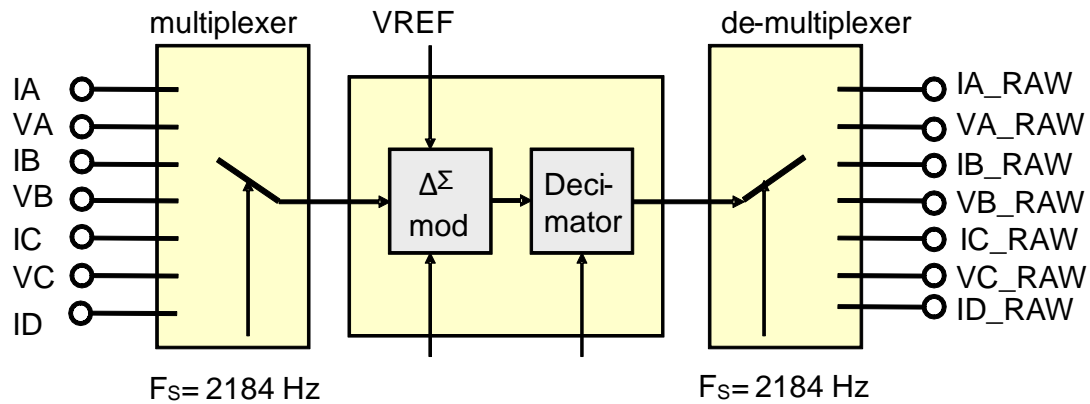 multiplexer
VREF
de-multiplexer
IA
VA
IB
VB
IC
VC
ID
ΔΣ
mod
Deci-
mator
IA_RAW
VA_RAW
IB_RAW
VB_RAW
IC_RAW
VC_RAW
ID_RAW
FS= 2184 Hz
FS= 2184 Hz